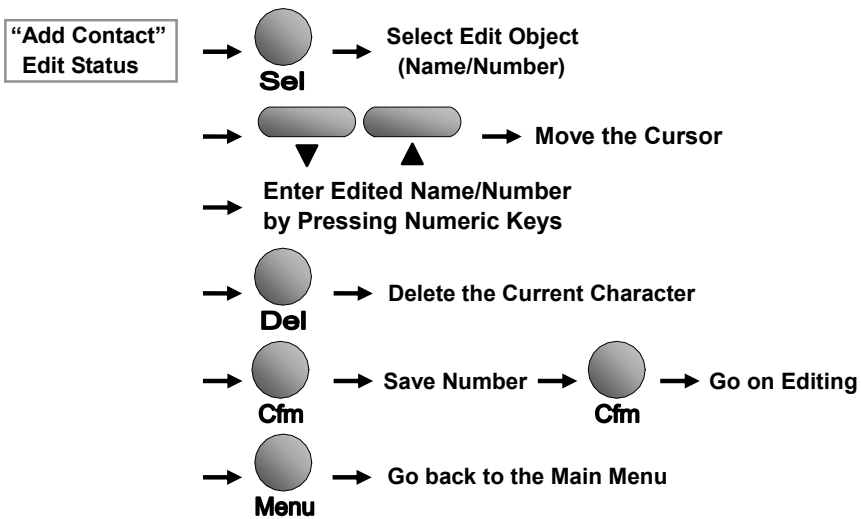 “Add Contact”
Edit Status
Sel
Select Edit Object
(Name/Number)
▼ ▲
Move the Cursor
Enter Edited Name/Number
by Pressing Numeric Keys
Del
Delete the Current Character
Cfm
Save Number
Cfm
Go on Editing
Menu
Go back to the Main Menu